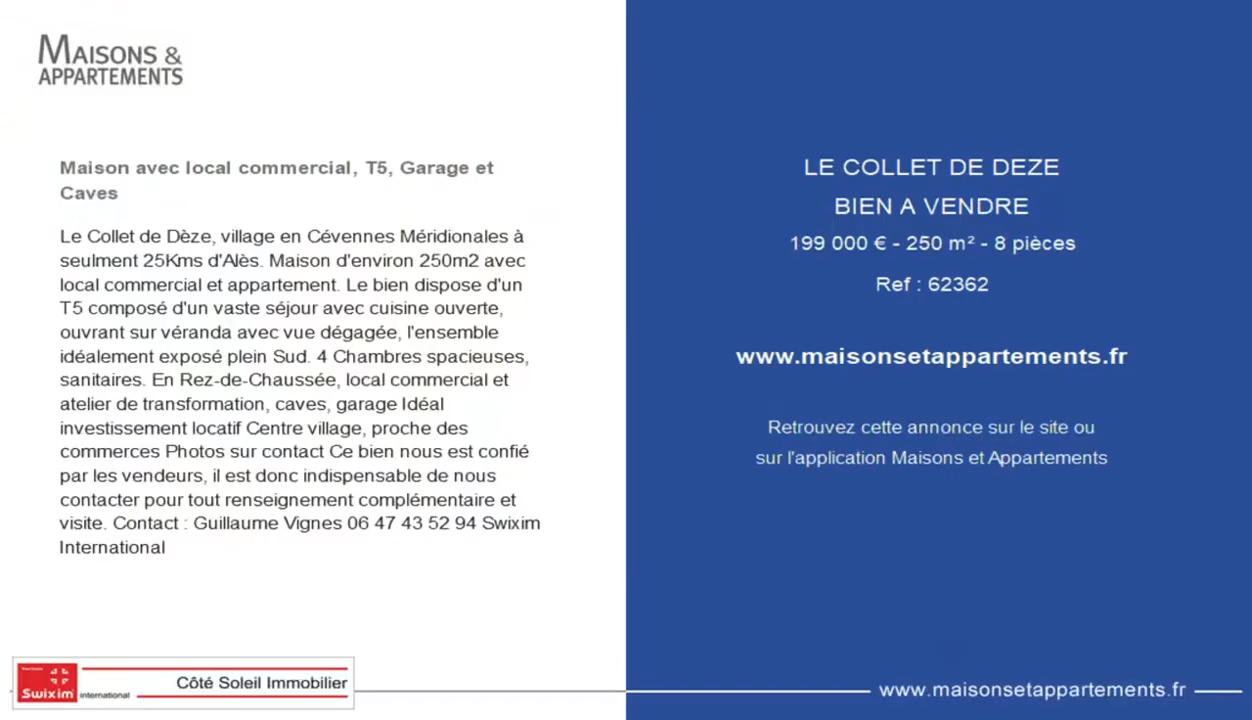 MAISONS &
APPARTEMENTS
Maison avec local commercial, T5, Garage et
Caves
Le Collet de Dèze, village en Cévennes Méridionales à
seulment 25Kms d'Alès. Maison d'environ 250m2 avec
local commercial et appartement. Le bien dispose d'un
T5 composé d'un vaste séjour avec cuisine ouverte,
ouvrant sur véranda avec vue dégagée, l'ensemble
idéalement exposé plein Sud. 4 Chambres spacieuses,
sanitaires. En Rez-de-Chaussée, local commercial et
atelier de transformation, caves, garage Idéal
investissement locatif Centre village, proche des
commerces Photos sur contact Ce bien nous est confié
par les vendeurs, il est donc indispensable de nous
contacter pour tout renseignement complémentaire et
visite. Contact : Guillaume Vignes 06 47 43 52 94 Swixim
International
Swixim international
Côté Soleil Immobilier
LE COLLET DE DEZE
BIEN A VENDRE
199 000 € - 250 m² - 8 pièces
Ref : 62362
www.maisonsetappartements.fr
Retrouvez cette annonce sur le site ou
sur l'application Maisons et Appartements
www.maisonsetappartements.fr